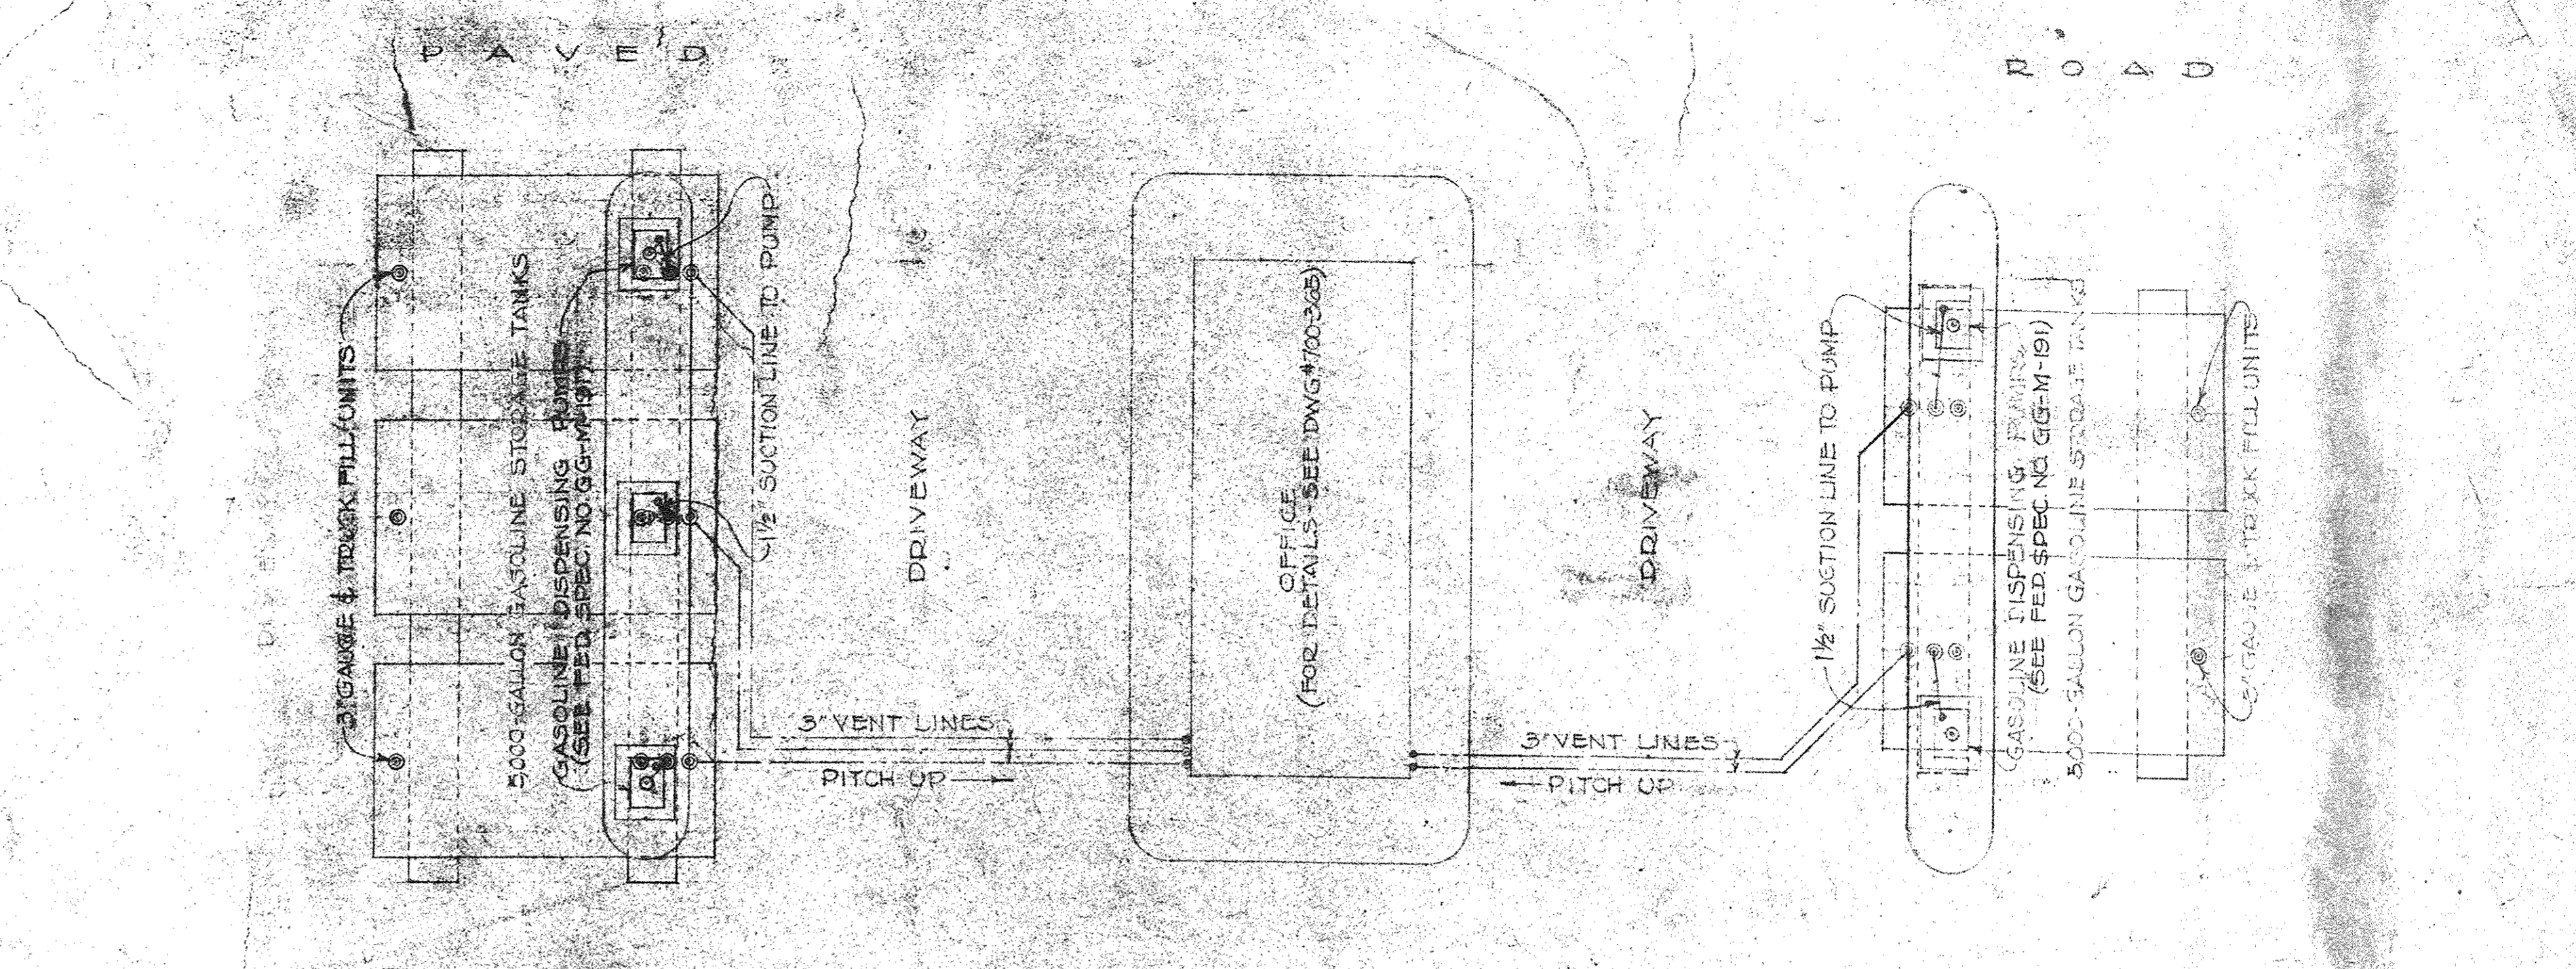 PAVED ROAD
3" GAUGE & TRUCK FILL UNITS
5,000-GALLON GASOLINE STORAGE TANKS
GASOLINE DISPENSING PUMPS
(SEE FED. SPEC. NO. GG-M-191)
1½" SUCTION LINE TO PUMP
DRIVEWAY
3" VENT LINES
PITCH UP
OFFICE
(FOR DETAILS-SEE DWG #700-365)
DRIVEWAY
3" VENT LINES
PITCH UP
1½" SUCTION LINE TO PUMP
GASOLINE DISPENSING PUMPS
(SEE FED. SPEC. NO. GG-M-191)
5000-GALLON GASOLINE STORAGE TANKS
3" GAUGE & TRUCK FILL UNITS